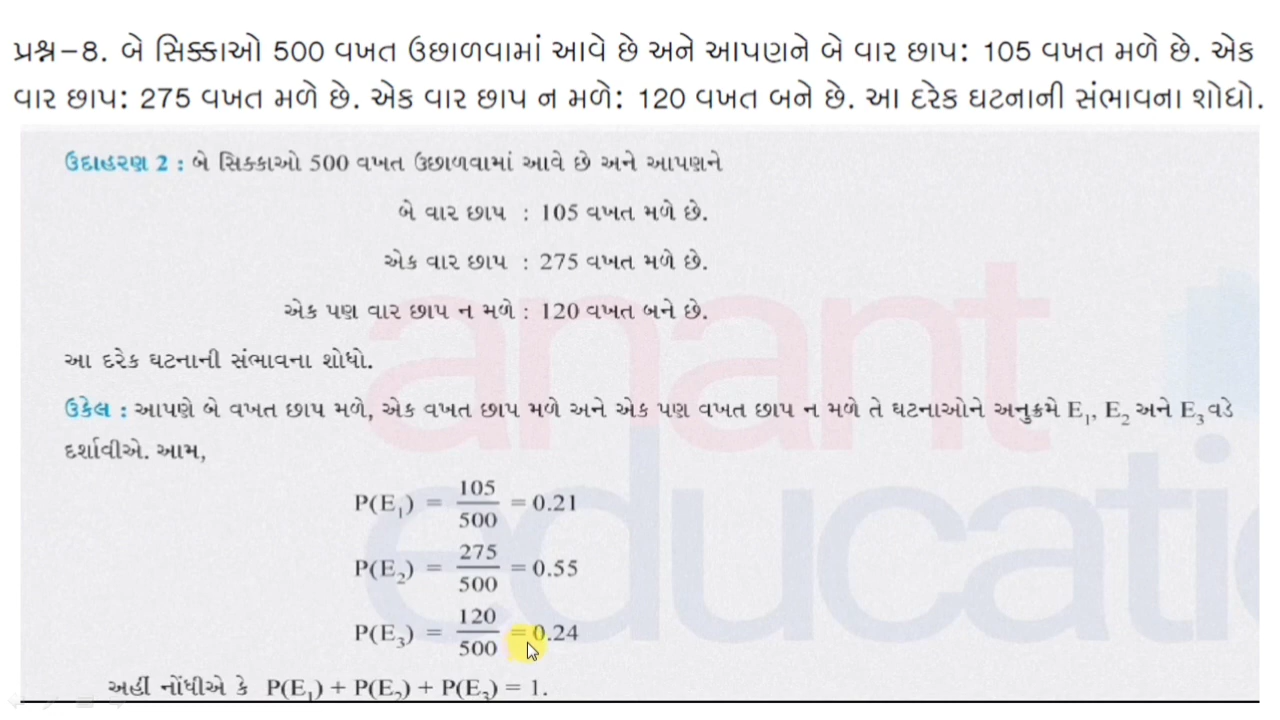 પ્રશ્ન–8. બે સિક્કાઓ 500 વખત ઉછાળવામાં આવે છે અને આપણને બે વાર છાપ: 105 વખત મળે છે. એક
વાર છાપ: 275 વખત મળે છે. એક વાર છાપ ન મળે: 120 વખત બને છે. આ દરેક ઘટનાની સંભાવના શોધો.
ઉદાહરણ 2 : બે સિક્કાઓ 500 વખત ઉછાળવામાં આવે છે અને આપણને
બે વાર છાપ : 105 વખત મળે છે.
એક વાર છાપ : 275 વખત મળે છે.
એક પણ વાર છાપ ન મળે : 120 વખત બને છે.
આ દરેક ઘટનાની સંભાવના શોધો.
ઉકેલ : આપણે બે વખત છાપ મળે, એક વખત છાપ મળે અને એક પણ વખત છાપ ન મળે તે ઘટનાઓને અનુક્રમે E₁, E₂ અને E₃ વડે
દર્શાવીએ. આમ,
P(E₁) = 105/500 = 0.21
P(E₂) = 275/500 = 0.55
P(E₃) = 120/500 = 0.24
અહીં નોંધીએ કે P(E₁) + P(E₂) + P(E₃) = 1.
anant
educatio